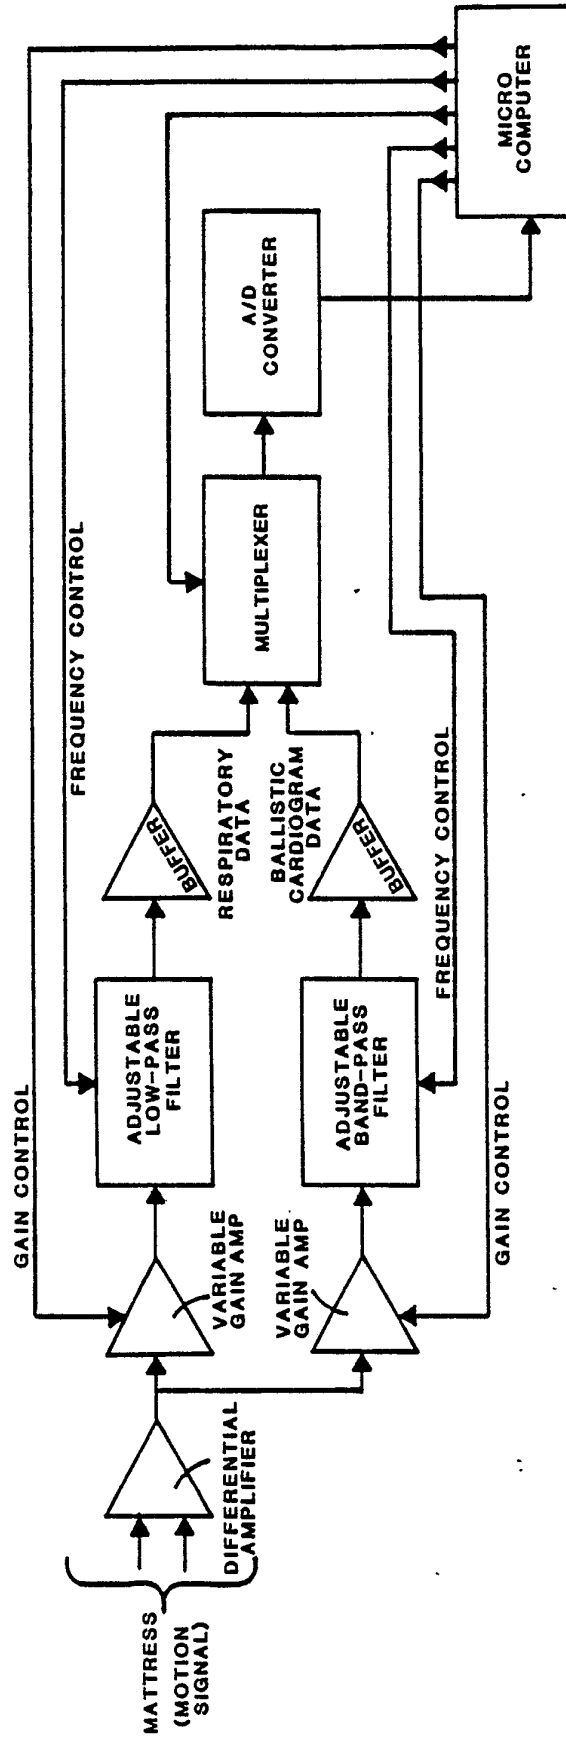 MATTRESS
(MOTION
SIGNAL)
DIFFERENTIAL
AMPLIFIER
GAIN CONTROL
VARIABLE
GAIN AMP
VARIABLE
GAIN AMP
GAIN CONTROL
ADJUSTABLE
LOW-PASS
FILTER
ADJUSTABLE
BAND-PASS
FILTER
FREQUENCY CONTROL
BUFFER
RESPIRATORY
DATA
BALLISTIC
CARDIOGRAM
DATA
BUFFER
FREQUENCY CONTROL
MULTIPLEXER
A/D
CONVERTER
MICRO
COMPUTER